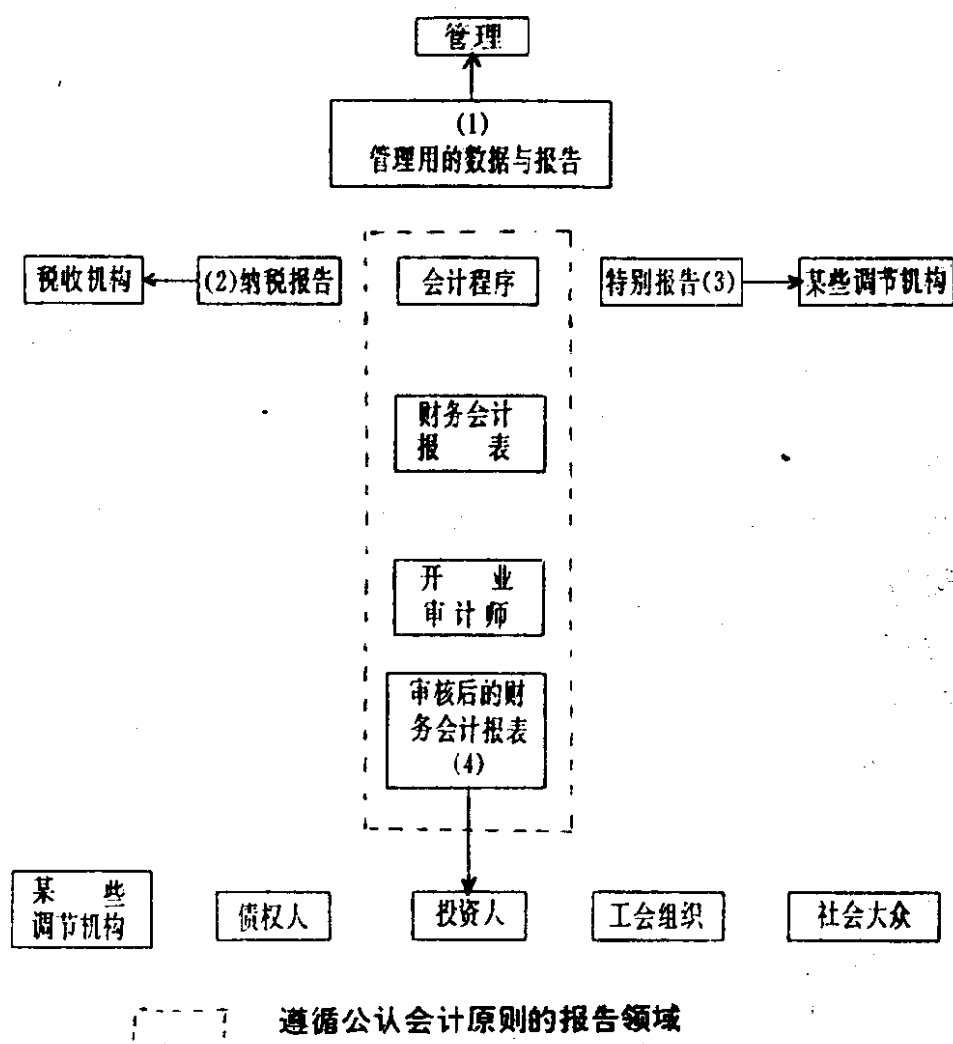 管理
(1)
管理用的数据与报告
税收机构
(2)纳税报告
会计程序
特别报告(3)
某些调节机构
财务会计
报 表
开 业
审计师
审核后的财
务会计报表
(4)
某 些
调节机构
债权人
投资人
工会组织
社会大众
遵循公认会计原则的报告领域